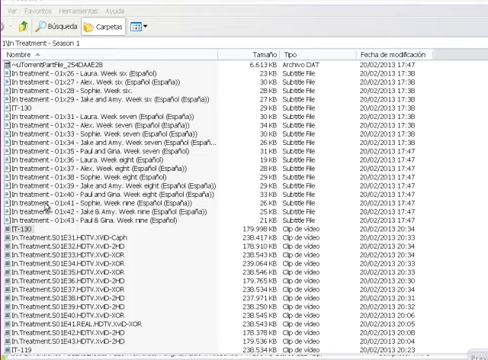 Ver Favoritos Herramientas Ayuda
Búsqueda Carpetas
1\In Treatment - Season 1
Nombre Tamaño Tipo Fecha de modificación
~uTorrentPartFile_254DAAE2B 6.613 KB Archivo DAT 20/02/2013 17:47
In treatment - 01x26 - Laura. Week six (Español) 23 KB Subtitle File 20/02/2013 17:38
In treatment - 01x27 - Alex. Week six (Español (España)) 30 KB Subtitle File 20/02/2013 17:38
In treatment - 01x28 - Sophie. Week six. 30 KB Subtitle File 20/02/2013 17:38
In treatment - 01x29 - Jake and Amy. Week six (Español) 27 KB Subtitle File 20/02/2013 17:38
IT-130 29 KB Subtitle File 20/02/2013 17:38
In treatment - 01x31 - Laura. Week seven (Español (España)) 30 KB Subtitle File 20/02/2013 17:38
In treatment - 01x32 - Alex. Week seven (Español (España)) 34 KB Subtitle File 20/02/2013 17:38
In treatment - 01x33 - Sophie. Week seven (Español (España)) 30 KB Subtitle File 20/02/2013 17:38
In treatment - 01x34 - Jake and Amy. Week seven (Español (Españ... 26 KB Subtitle File 20/02/2013 17:38
In treatment - 01x35 - Paul and Gina. Week seven (Español) 31 KB Subtitle File 20/02/2013 17:47
In treatment - 01x36 - Laura. Week eight (Español) 19 KB Subtitle File 20/02/2013 17:47
In treatment - 01x37 - Alex. Week eight (Español (España)) 28 KB Subtitle File 20/02/2013 17:47
In treatment - 01x38 - Sophie. Week eight (Español) 29 KB Subtitle File 20/02/2013 17:47
In treatment - 01x39 - Jake and Amy. Week eight (Español (España)) 29 KB Subtitle File 20/02/2013 17:47
In treatment - 01x40 - Paul and Gina. Week eight (Español (España)) 33 KB Subtitle File 20/02/2013 17:47
In treatment - 01x41 - Sophie. Week nine (Español (España)) 26 KB Subtitle File 20/02/2013 17:47
In treatment - 01x42 - Jake & Amy. Week nine (Español (España)) 25 KB Subtitle File 20/02/2013 17:47
In treatment - 01x43 - Paul & Gina. Week nine (Español) 21 KB Subtitle File 20/02/2013 17:47
IT-130 179.998 KB Clip de vídeo 20/02/2013 20:34
In.Treatment.S01E31.HDTV.XviD-Caph 238.417 KB Clip de vídeo 20/02/2013 20:33
In.Treatment.S01E32.HDTV.XviD-2HD 178.910 KB Clip de vídeo 20/02/2013 20:34
In.Treatment.S01E33.HDTV.XviD-XOR 238.543 KB Clip de vídeo 20/02/2013 20:34
In.Treatment.S01E34.HDTV.XviD-XOR 239.064 KB Clip de vídeo 20/02/2013 20:33
In.Treatment.S01E35.HDTV.XviD-XOR 238.546 KB Clip de vídeo 20/02/2013 20:33
In.Treatment.S01E36.HDTV.XviD-2HD 179.765 KB Clip de vídeo 20/02/2013 20:33
In.Treatment.S01E37.HDTV.XviD-XOR 238.534 KB Clip de vídeo 20/02/2013 20:34
In.Treatment.S01E38.HDTV.XviD-2HD 237.971 KB Clip de vídeo 20/02/2013 20:31
In.Treatment.S01E39.HDTV.XviD-2HD 238.250 KB Clip de vídeo 20/02/2013 20:32
In.Treatment.S01E40.HDTV.XviD-XOR 238.545 KB Clip de vídeo 20/02/2013 20:06
In.Treatment.S01E41.REAL.HDTV.XviD-XOR 238.523 KB Clip de vídeo 20/02/2013 20:05
In.Treatment.S01E42.HDTV.XviD-2HD 178.378 KB Clip de vídeo 20/02/2013 20:08
In.Treatment.S01E43.HDTV.XviD-2HD 179.536 KB Clip de vídeo 20/02/2013 20:04
IT-119 238.534 KB Clip de vídeo 20/02/2013 20:23